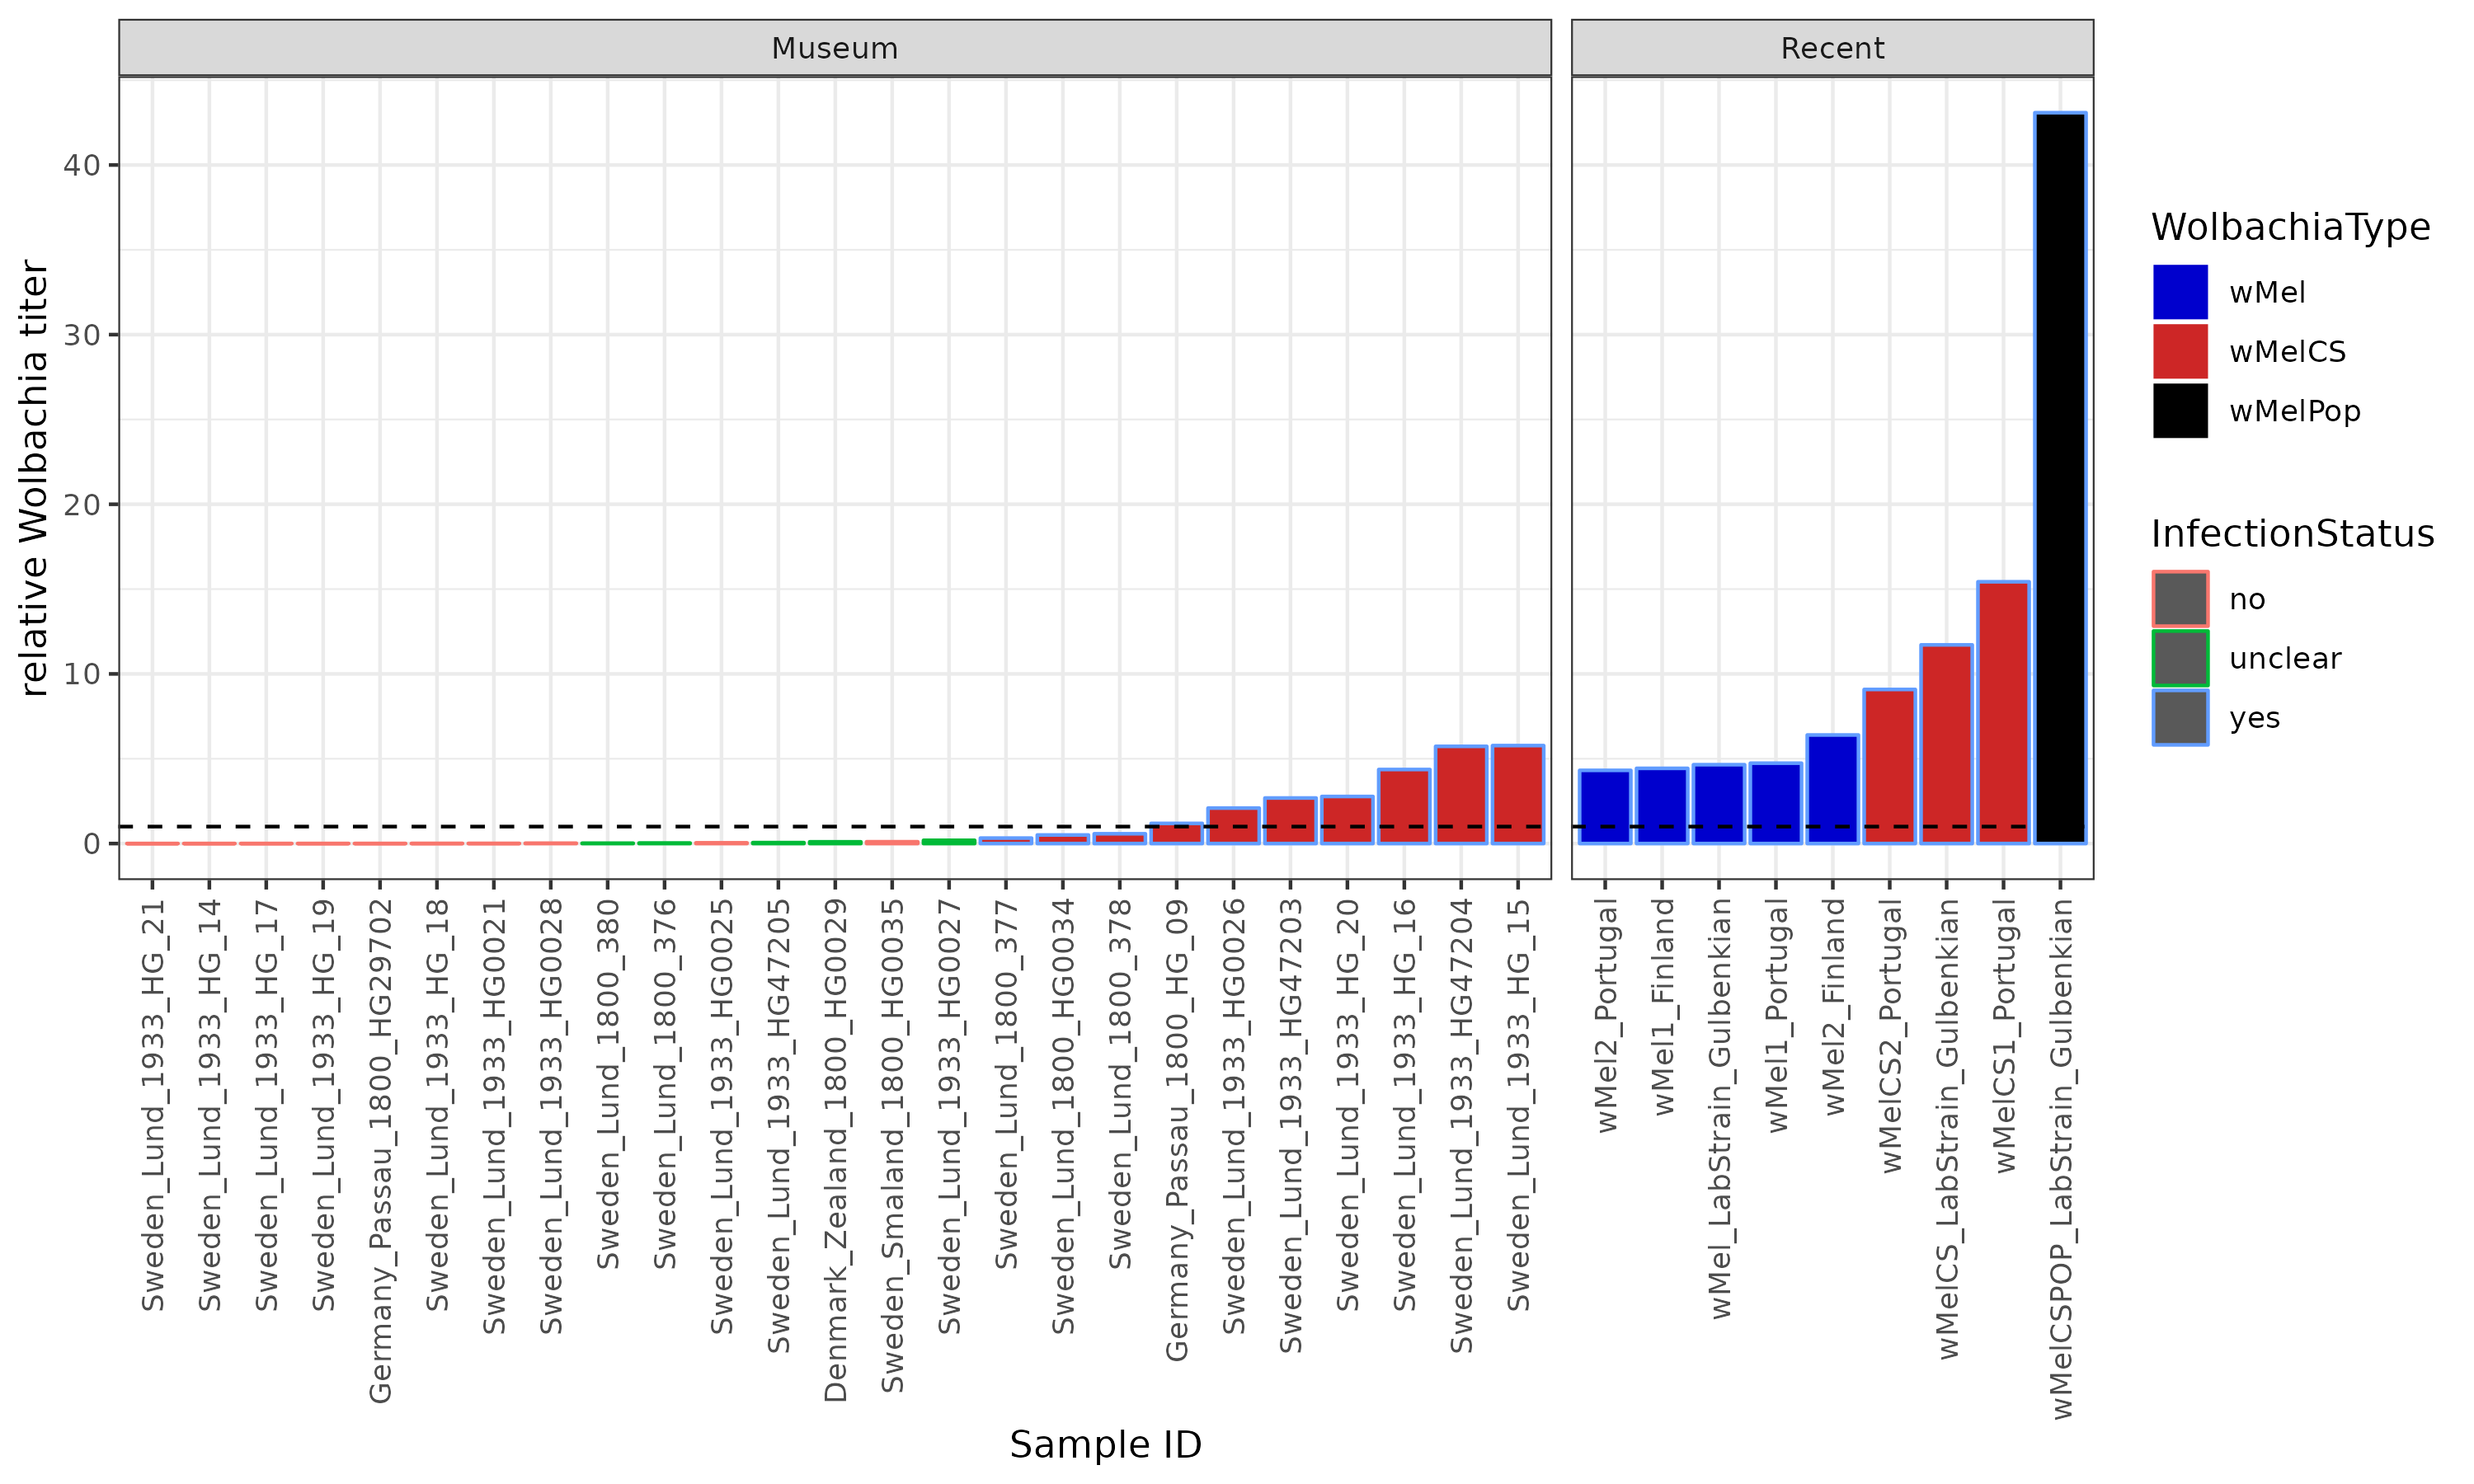 Museum
Recent
relative Wolbachia titer
40
30
20
10
0
Sweden_Lund_1933_HG_21
Sweden_Lund_1933_HG_14
Sweden_Lund_1933_HG_17
Sweden_Lund_1933_HG_19
Germany_Passau_1800_HG29702
Sweden_Lund_1933_HG_18
Sweden_Lund_1933_HG0021
Sweden_Lund_1933_HG0028
Sweden_Lund_1800_380
Sweden_Lund_1800_376
Sweden_Lund_1933_HG0025
Sweden_Lund_1933_HG47205
Denmark_Zealand_1800_HG0029
Sweden_Smaland_1800_HG0035
Sweden_Lund_1933_HG0027
Sweden_Lund_1800_377
Sweden_Lund_1800_HG0034
Sweden_Lund_1800_378
Germany_Passau_1800_HG_09
Sweden_Lund_1933_HG0026
Sweden_Lund_1933_HG47203
Sweden_Lund_1933_HG_20
Sweden_Lund_1933_HG_16
Sweden_Lund_1933_HG47204
Sweden_Lund_1933_HG_15
wMel2_Portugal
wMel1_Finland
wMel_LabStrain_Gulbenkian
wMel1_Portugal
wMel2_Finland
wMelCS2_Portugal
wMelCS_LabStrain_Gulbenkian
wMelCS1_Portugal
wMelCSPOP_LabStrain_Gulbenkian
Sample ID
WolbachiaType
wMel
wMelCS
wMelPop
InfectionStatus
no
unclear
yes